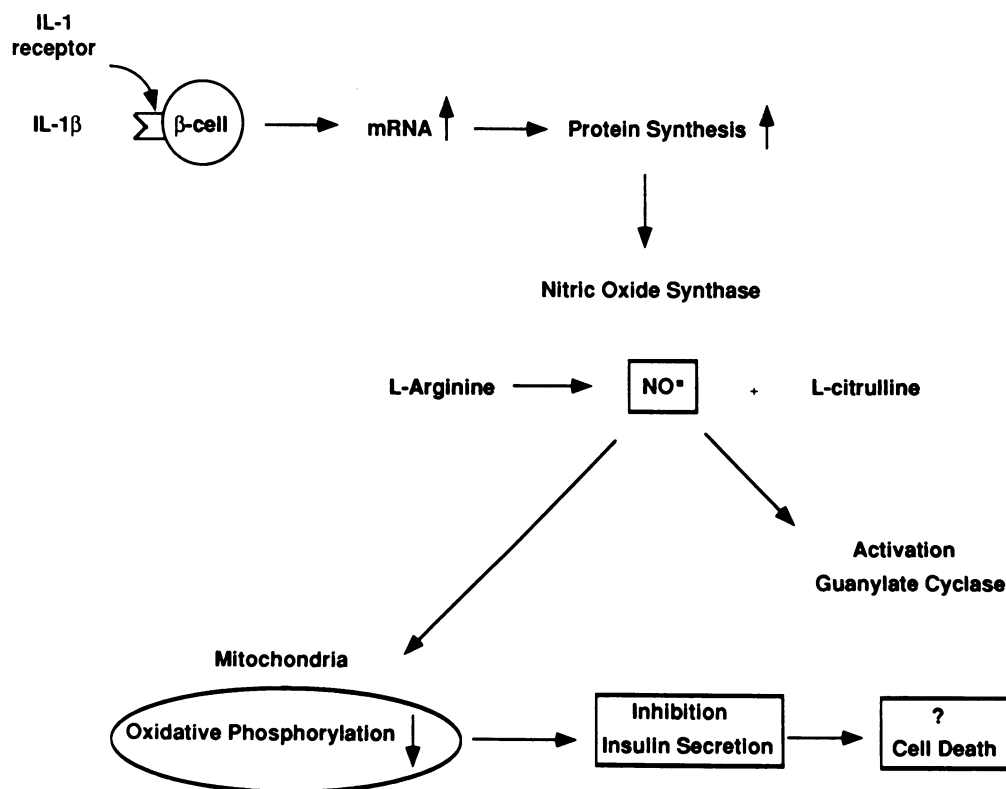 IL-1
receptor
IL-1β
β-cell
mRNA
Protein Synthesis
Nitric Oxide Synthase
L-Arginine
NO▪
+
L-citrulline
Activation
Guanylate Cyclase
Mitochondria
Oxidative Phosphorylation
Inhibition
Insulin Secretion
?
Cell Death